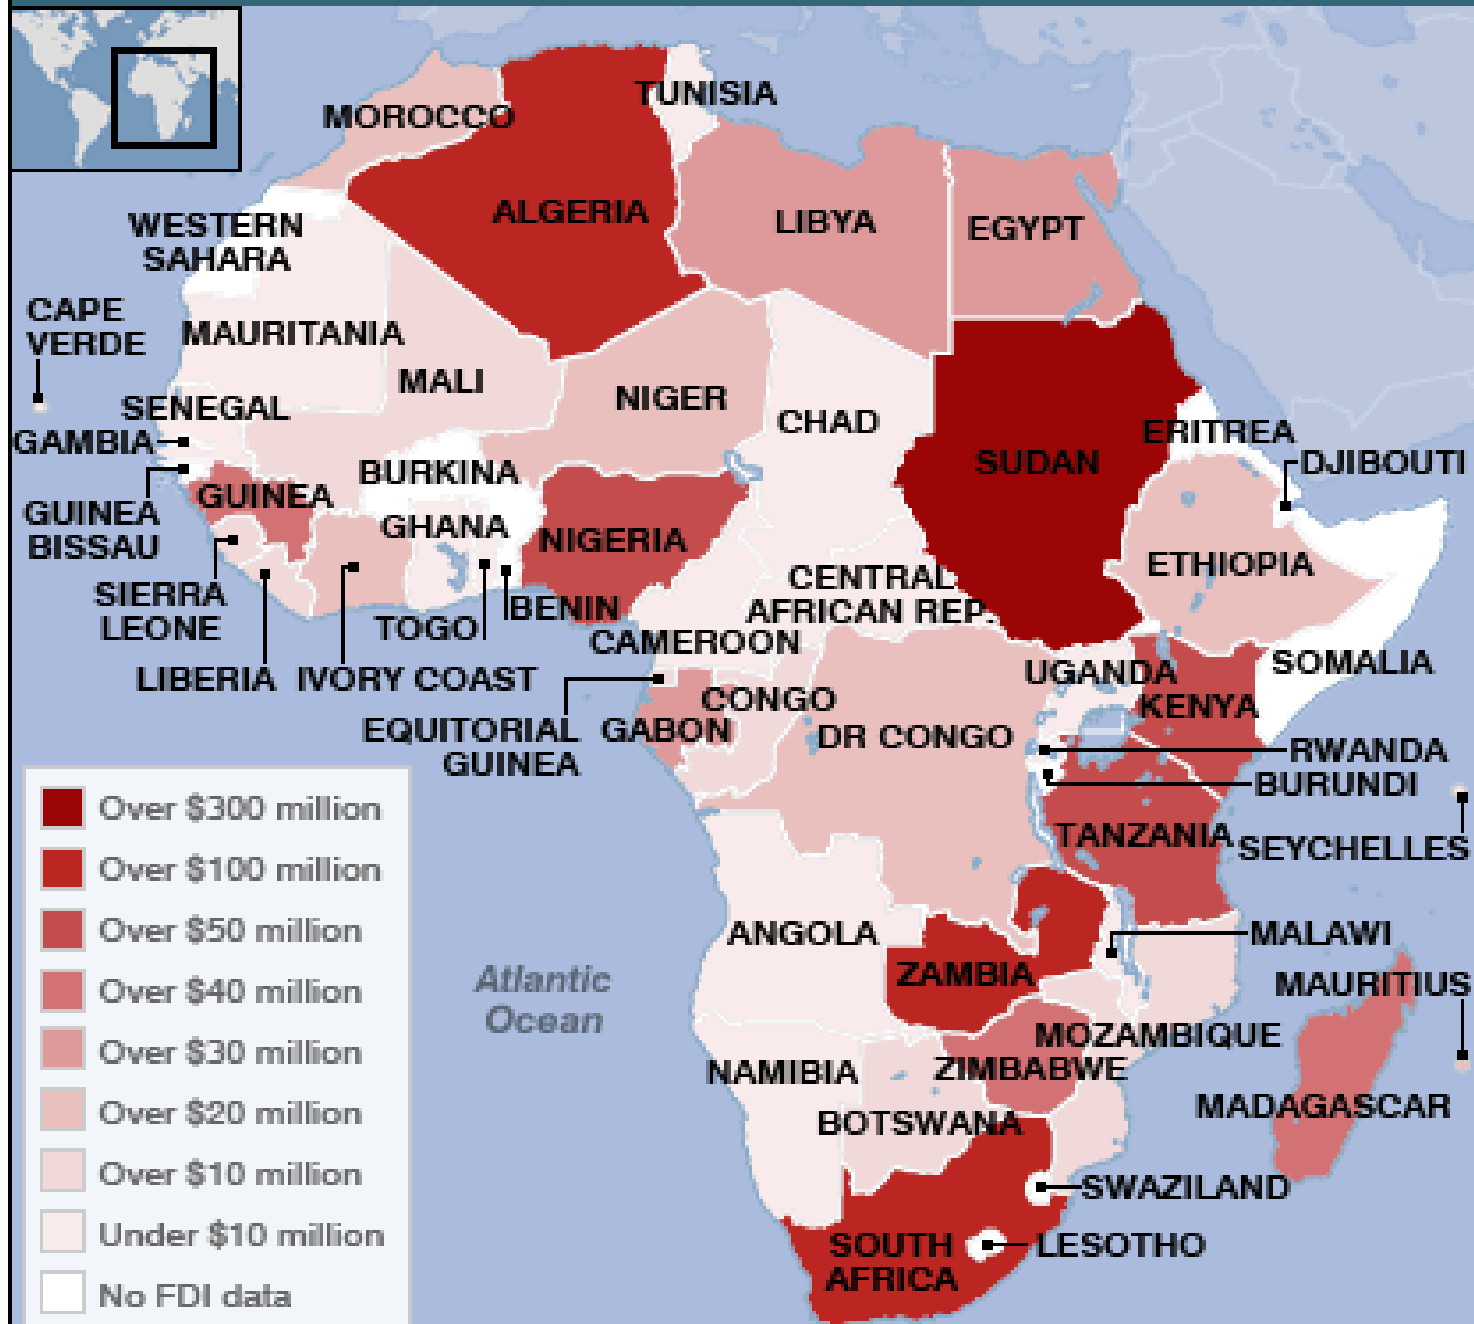 TUNISIA
MOROCCO
ALGERIA
LIBYA
EGYPT
WESTERN
SAHARA
CAPE
VERDE
MAURITANIA
MALI
NIGER
CHAD
SENEGAL
GAMBIA
SUDAN
ERITREA
DJIBOUTI
BURKINA
GUINEA
GUINEA
BISSAU
GHANA
NIGERIA
ETHIOPIA
CENTRAL
AFRICAN REP.
SIERRA
LEONE
TOGO
BENIN
CAMEROON
LIBERIA
IVORY COAST
UGANDA
SOMALIA
CONGO
KENYA
EQUITORIAL
GUINEA
GABON
DR CONGO
RWANDA
BURUNDI
TANZANIA
SEYCHELLES
ANGOLA
MALAWI
ZAMBIA
MAURITIUS
Atlantic
Ocean
MOZAMBIQUE
NAMIBIA
ZIMBABWE
MADAGASCAR
BOTSWANA
SWAZILAND
SOUTH
AFRICA
LESOTHO
Over $300 million
Over $100 million
Over $50 million
Over $40 million
Over $30 million
Over $20 million
Over $10 million
Under $10 million
No FDI data